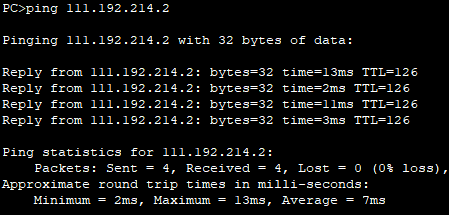 PC>ping 111.192.214.2
Pinging 111.192.214.2 with 32 bytes of data:
Reply from 111.192.214.2: bytes=32 time=13ms TTL=126
Reply from 111.192.214.2: bytes=32 time=2ms TTL=126
Reply from 111.192.214.2: bytes=32 time=11ms TTL=126
Reply from 111.192.214.2: bytes=32 time=3ms TTL=126
Ping statistics for 111.192.214.2:
    Packets: Sent = 4, Received = 4, Lost = 0 (0% loss),
Approximate round trip times in milli-seconds:
    Minimum = 2ms, Maximum = 13ms, Average = 7ms